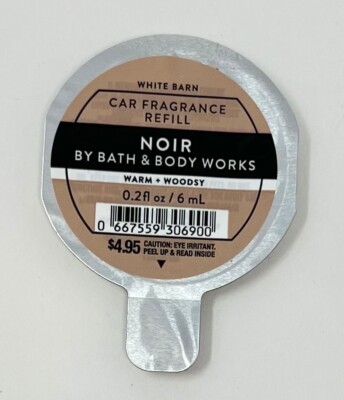 WHITE BARN
CAR FRAGRANCE
REFILL
NOIR
BY BATH & BODY WORKS
WARM + WOODSY
0.2fl oz / 6 mL
0 667559 306900
$4.95 CAUTION: EYE IRRITANT.
PEEL UP & READ INSIDE